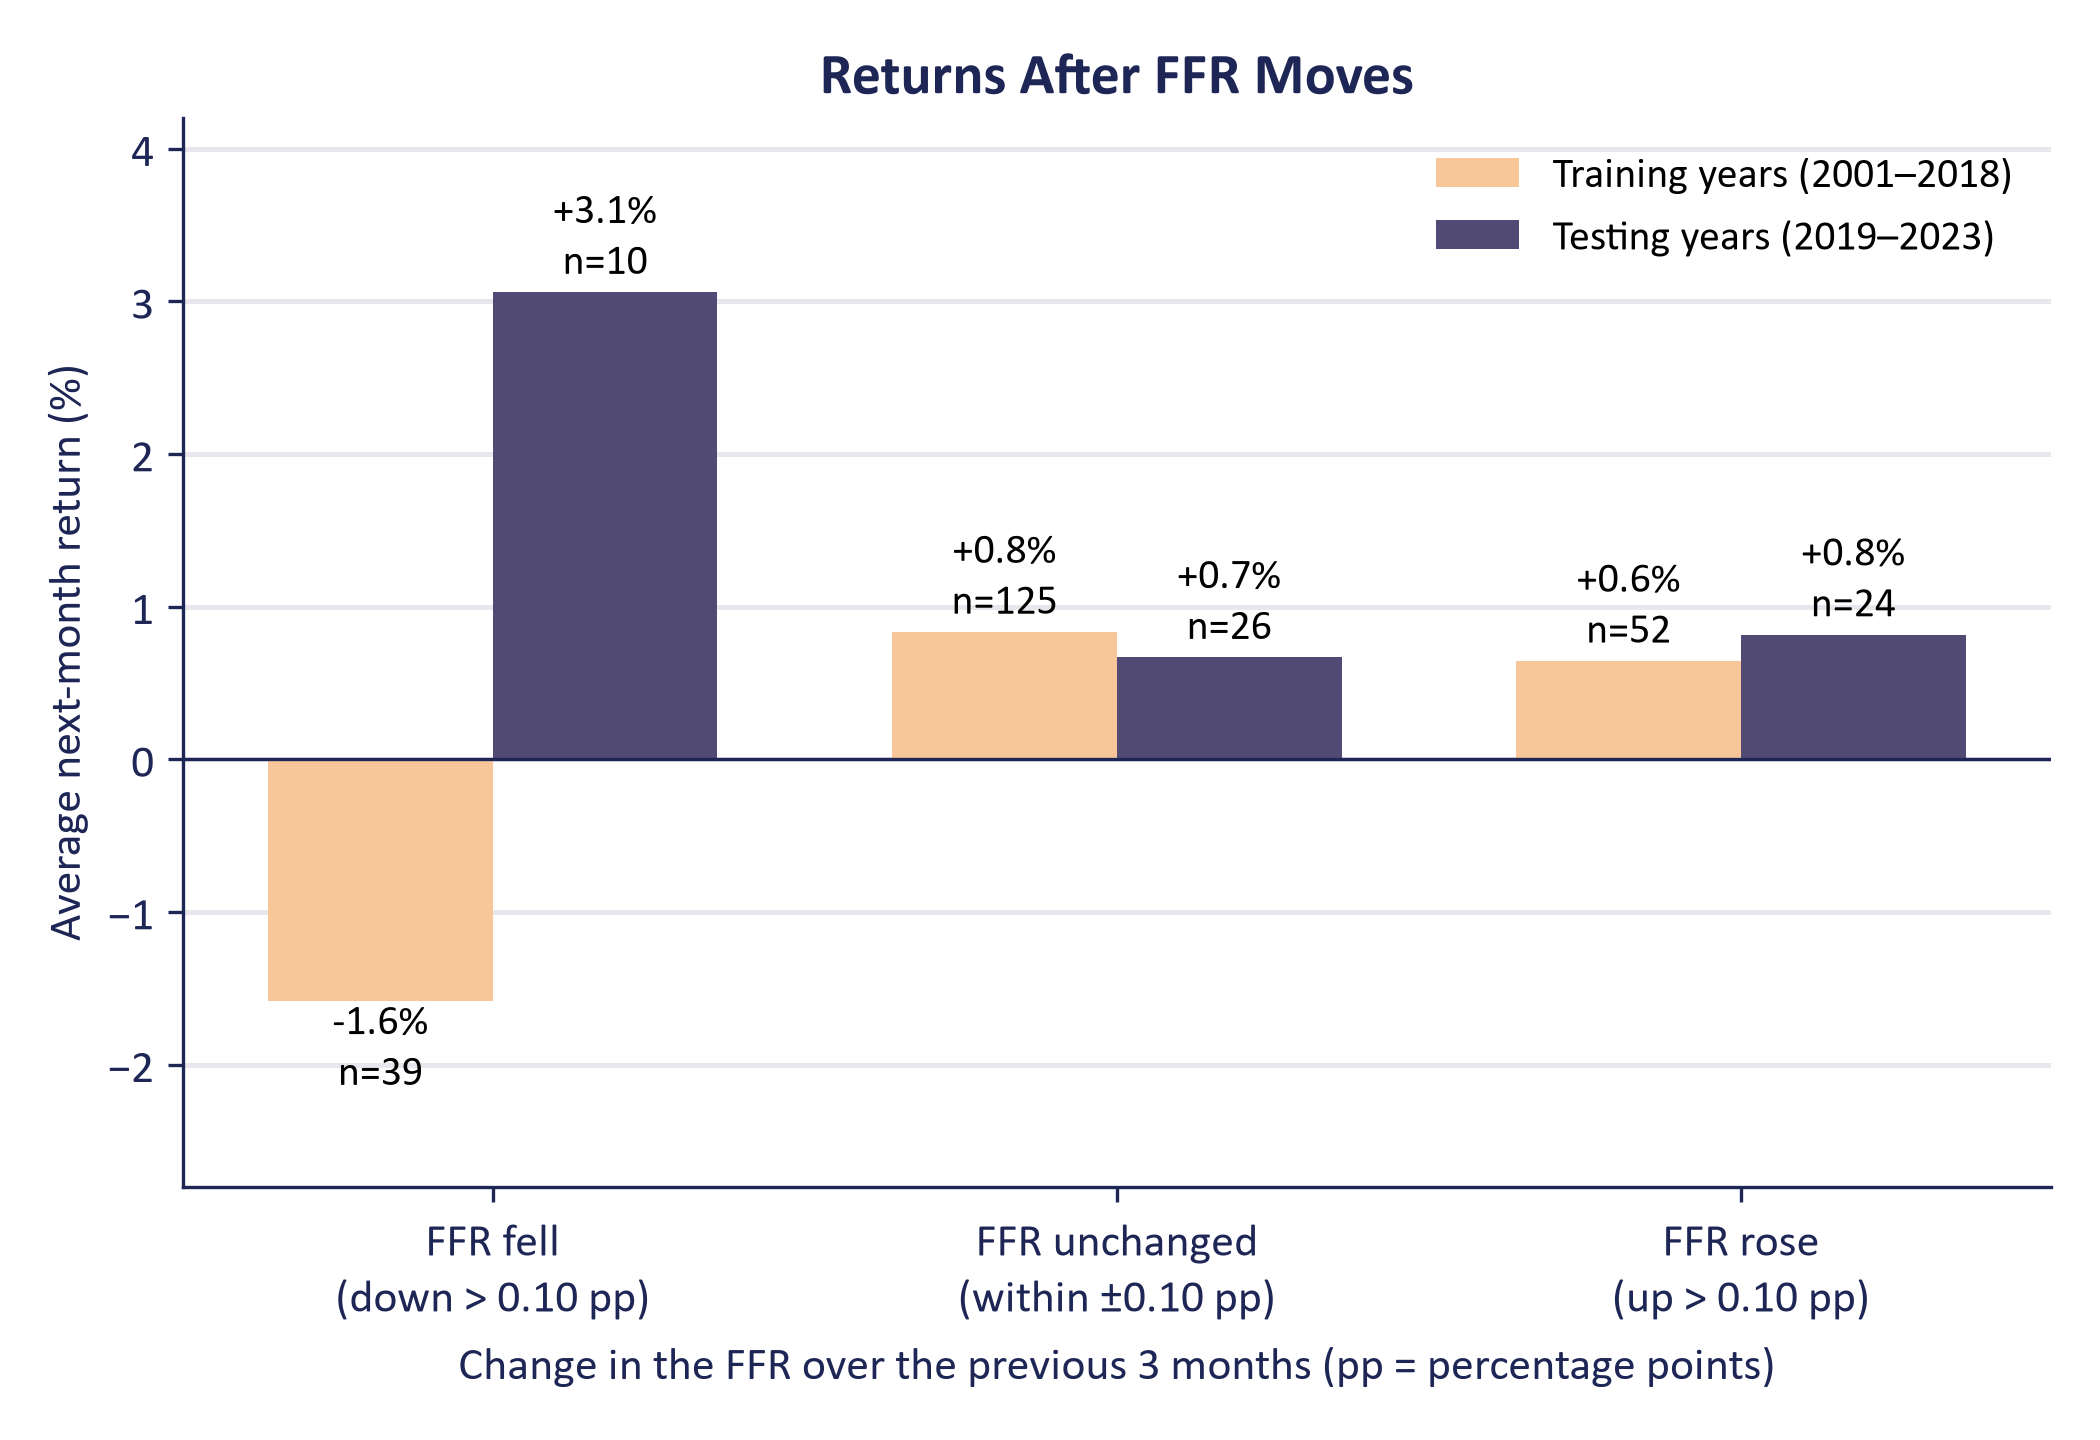 Returns After FFR Moves
Training years (2001–2018)
Testing years (2019–2023)
Average next-month return (%)
4
3
2
1
0
−1
−2
+3.1%
n=10
-1.6%
n=39
+0.8%
n=125
+0.7%
n=26
+0.6%
n=52
+0.8%
n=24
FFR fell
(down > 0.10 pp)
FFR unchanged
(within ±0.10 pp)
FFR rose
(up > 0.10 pp)
Change in the FFR over the previous 3 months (pp = percentage points)